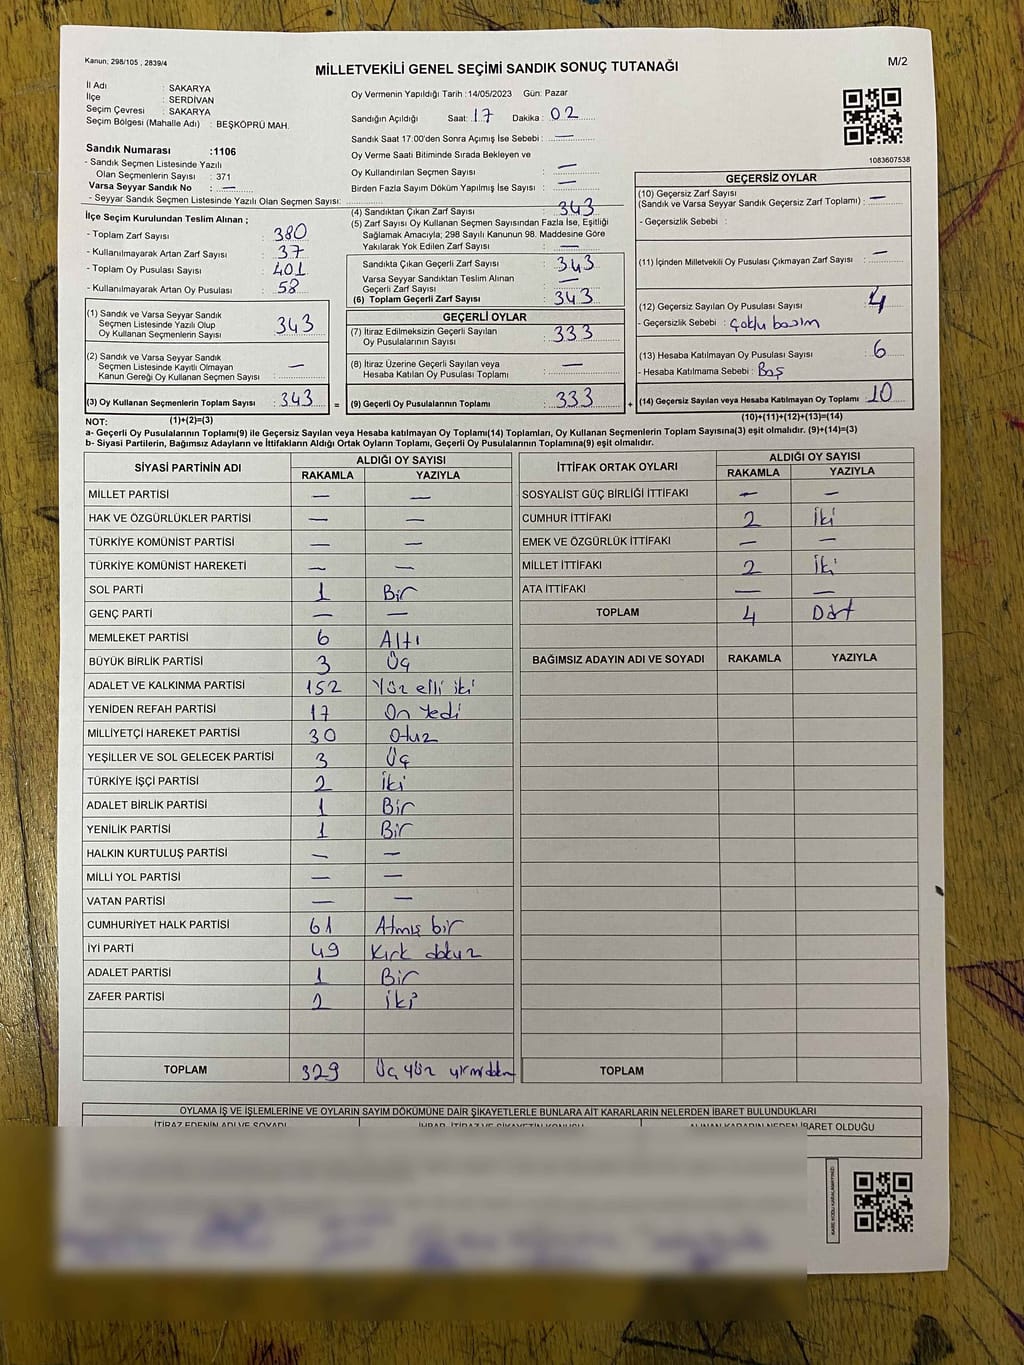 Kanun, 298/105 , 2839/4
M/2
MİLLETVEKİLİ GENEL SEÇİMİ SANDIK SONUÇ TUTANAĞI
İl Adı : SAKARYA
İlçe : SERDİVAN
Seçim Çevresi : SAKARYA
Seçim Bölgesi (Mahalle Adı) : BEŞKÖPRÜ MAH.
Sandık Numarası :1106
- Sandık Seçmen Listesinde Yazılı
Olan Seçmenlerin Sayısı : 371
Varsa Seyyar Sandık No : —
- Seyyar Sandık Seçmen Listesinde Yazılı Olan Seçmen Sayısı:
Oy Vermenin Yapıldığı Tarih :14/05/2023 Gün: Pazar
Sandığın Açıldığı Saat: 17 Dakika : 02
Sandık Saat 17:00'den Sonra Açımış İse Sebebi : —
Oy Verme Saati Bitiminde Sırada Bekleyen ve
Oy Kullandırılan Seçmen Sayısı : —
Birden Fazla Sayım Döküm Yapılmış İse Sayısı : —
1083607538
İlçe Seçim Kurulundan Teslim Alınan ;
- Toplam Zarf Sayısı : 380
- Kullanılmayarak Artan Zarf Sayısı : 37
- Toplam Oy Pusulası Sayısı : 401
- Kullanılmayarak Artan Oy Pusulası : 58
(1) Sandık ve Varsa Seyyar Sandık
Seçmen Listesinde Yazılı Olup
Oy Kullanan Seçmenlerin Sayısı : 343
(2) Sandık ve Varsa Seyyar Sandık
Seçmen Listesinde Kayıtlı Olmayan
Kanun Gereği Oy Kullanan Seçmen Sayısı : —
(3) Oy Kullanan Seçmenlerin Toplam Sayısı : 343 =
(4) Sandıktan Çıkan Zarf Sayısı : 343
(5) Zarf Sayısı Oy Kullanan Seçmen Sayısından Fazla İse, Eşitliği
Sağlamak Amacıyla; 298 Sayılı Kanunun 98. Maddesine Göre
Yakılarak Yok Edilen Zarf Sayısı : —
Sandıkta Çıkan Geçerli Zarf Sayısı : 343
Varsa Seyyar Sandıktan Teslim Alınan
Geçerli Zarf Sayısı : —
(6) Toplam Geçerli Zarf Sayısı : 343
GEÇERLİ OYLAR
(7) İtiraz Edilmeksizin Geçerli Sayılan
Oy Pusulalarının Sayısı : 333
(8) İtiraz Üzerine Geçerli Sayılan veya
Hesaba Katılan Oy Pusulası Toplamı : —
(9) Geçerli Oy Pusulalarının Toplamı : 333 +
GEÇERSİZ OYLAR
(10) Geçersiz Zarf Sayısı
(Sandık ve Varsa Seyyar Sandık Geçersiz Zarf Toplamı) : —
- Geçersizlik Sebebi :
(11) İçinden Milletvekili Oy Pusulası Çıkmayan Zarf Sayısı : —
(12) Geçersiz Sayılan Oy Pusulası Sayısı : 4
- Geçersizlik Sebebi : Çoklu basım
(13) Hesaba Katılmayan Oy Pusulası Sayısı : 6
- Hesaba Katılmama Sebebi : Boş
(14) Geçersiz Sayılan veya Hesaba Katılmayan Oy Toplamı : 10
NOT: (1)+(2)=(3) (10)+(11)+(12)+(13)=(14)
a- Geçerli Oy Pusulalarının Toplamı(9) ile Geçersiz Sayılan veya Hesaba katılmayan Oy Toplamı(14) Toplamları, Oy Kullanan Seçmenlerin Toplam Sayısına(3) eşit olmalıdır. (9)+(14)=(3)
b- Siyasi Partilerin, Bağımsız Adayların ve İttifakların Aldığı Ortak Oyların Toplamı, Geçerli Oy Pusulalarının Toplamına(9) eşit olmalıdır.
SİYASİ PARTİNİN ADI ALDIĞI OY SAYISI
RAKAMLA YAZIYLA
MİLLET PARTİSİ — —
HAK VE ÖZGÜRLÜKLER PARTİSİ — —
TÜRKİYE KOMÜNİST PARTİSİ — —
TÜRKİYE KOMÜNİST HAREKETİ — —
SOL PARTİ 1 Bir
GENÇ PARTİ — —
MEMLEKET PARTİSİ 6 Altı
BÜYÜK BİRLİK PARTİSİ 3 Üç
ADALET VE KALKINMA PARTİSİ 152 Yüz elli iki
YENİDEN REFAH PARTİSİ 17 On Yedi
MİLLİYETÇİ HAREKET PARTİSİ 30 Otuz
YEŞİLLER VE SOL GELECEK PARTİSİ 3 Üç
TÜRKİYE İŞÇİ PARTİSİ 2 İki
ADALET BİRLİK PARTİSİ 1 Bir
YENİLİK PARTİSİ 1 Bir
HALKIN KURTULUŞ PARTİSİ — —
MİLLİ YOL PARTİSİ — —
VATAN PARTİSİ — —
CUMHURİYET HALK PARTİSİ 61 Atmış bir
İYİ PARTİ 49 Kırk dokuz
ADALET PARTİSİ 1 Bir
ZAFER PARTİSİ 2 iki
TOPLAM 329 Üç yüz
İTTİFAK ORTAK OYLARI ALDIĞI OY SAYISI
RAKAMLA YAZIYLA
SOSYALİST GÜÇ BİRLİĞİ İTTİFAKI — —
CUMHUR İTTİFAKI 2 İki
EMEK VE ÖZGÜRLÜK İTTİFAKI — —
MİLLET İTTİFAKI 2 İki
ATA İTTİFAKI — —
TOPLAM 4 Dört
BAĞIMSIZ ADAYIN ADI VE SOYADI RAKAMLA YAZIYLA
TOPLAM
OYLAMA İŞ VE İŞLEMLERİNE VE OYLARIN SAYIM DÖKÜMÜNE DAİR ŞİKAYETLERLE BUNLARA AİT KARARLARIN NELERDEN İBARET BULUNDUKLARI
İTİRAZ EDENİN ADI VE SOYADI İHBAR, İTİRAZ VE ŞİKAYETİN KONUSU ALINAN KARARIN NEDEN İBARET OLDUĞU